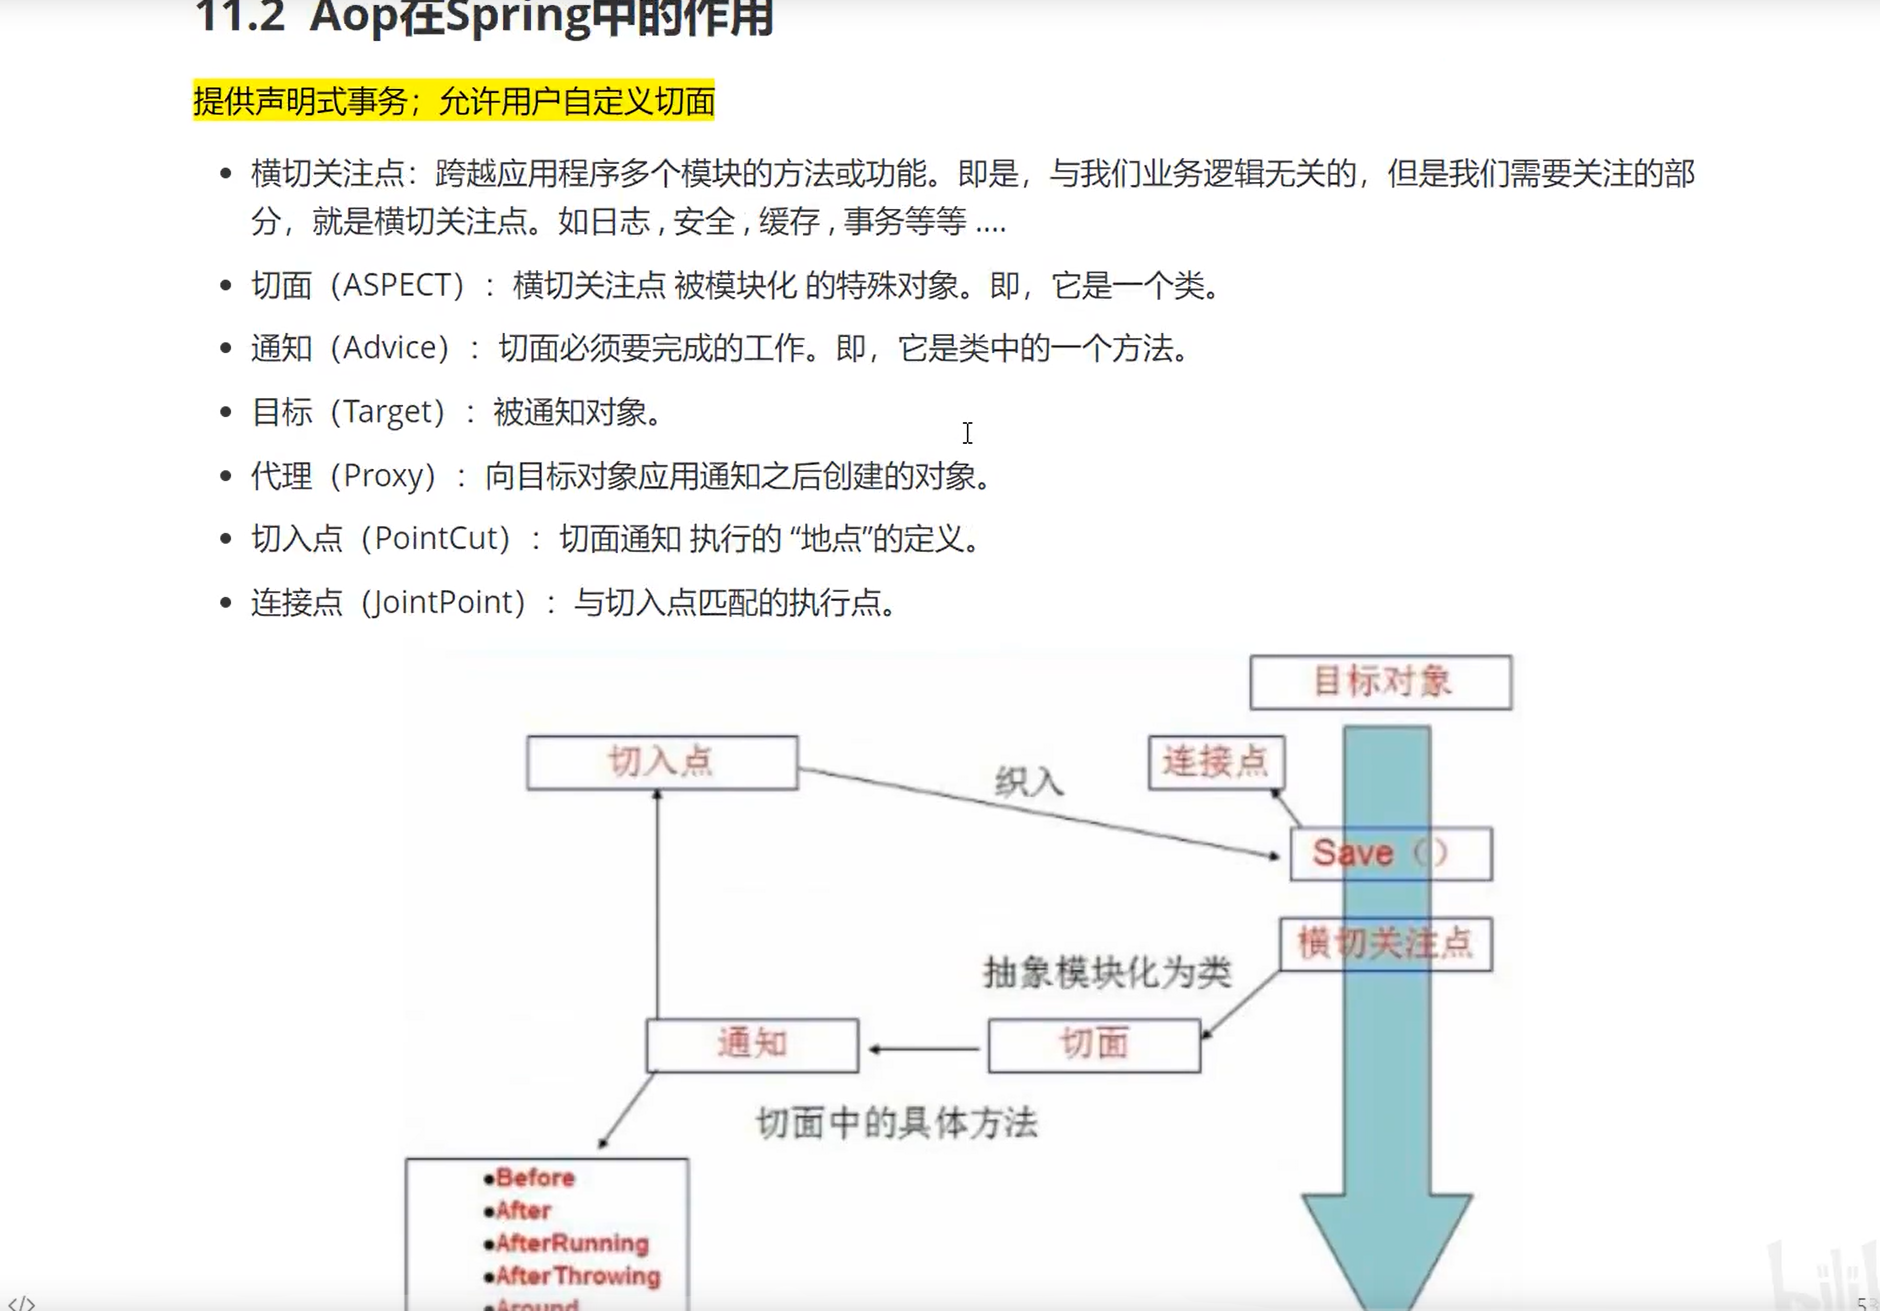 11.2 Aop在Spring中的作用
提供声明式事务；允许用户自定义切面
横切关注点：跨越应用程序多个模块的方法或功能。即是，与我们业务逻辑无关的，但是我们需要关注的部
分，就是横切关注点。如日志 , 安全 , 缓存 , 事务等等 ....
切面（ASPECT）：横切关注点 被模块化 的特殊对象。即，它是一个类。
通知（Advice）：切面必须要完成的工作。即，它是类中的一个方法。
目标（Target）：被通知对象。
代理（Proxy）：向目标对象应用通知之后创建的对象。
切入点（PointCut）：切面通知 执行的 “地点”的定义。
连接点（JointPoint）：与切入点匹配的执行点。
目标对象
切入点
织入
连接点
Save（）
横切关注点
抽象模块化为类
通知
切面
切面中的具体方法
●Before
●After
●AfterRunning
●AfterThrowing
●Around